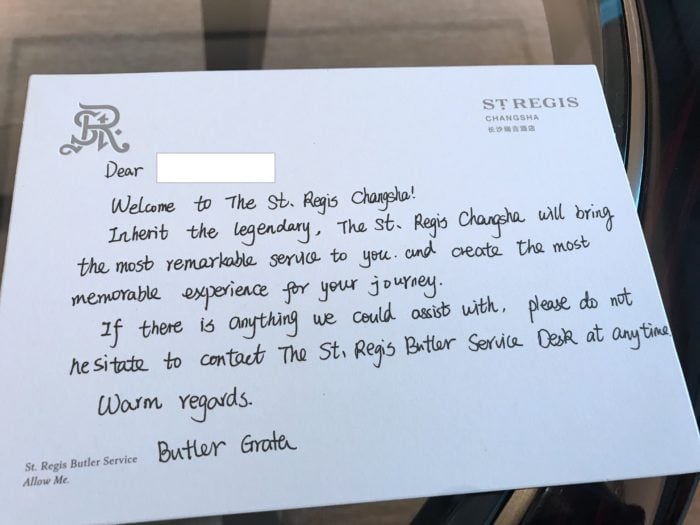 SR
ST REGIS
CHANGSHA
长沙瑞吉酒店
Dear
Welcome to The St. Regis Changsha!
Inherit the legendary, The St. Regis Changsha will bring
the most remarkable service to you. and create the most
memorable experience for your journey.
If there is anything we could assist with, please do not
hesitate to contact The St. Regis Butler Service Desk at anytime
Warm regards.
Butler Greta
St. Regis Butler Service
Allow Me.